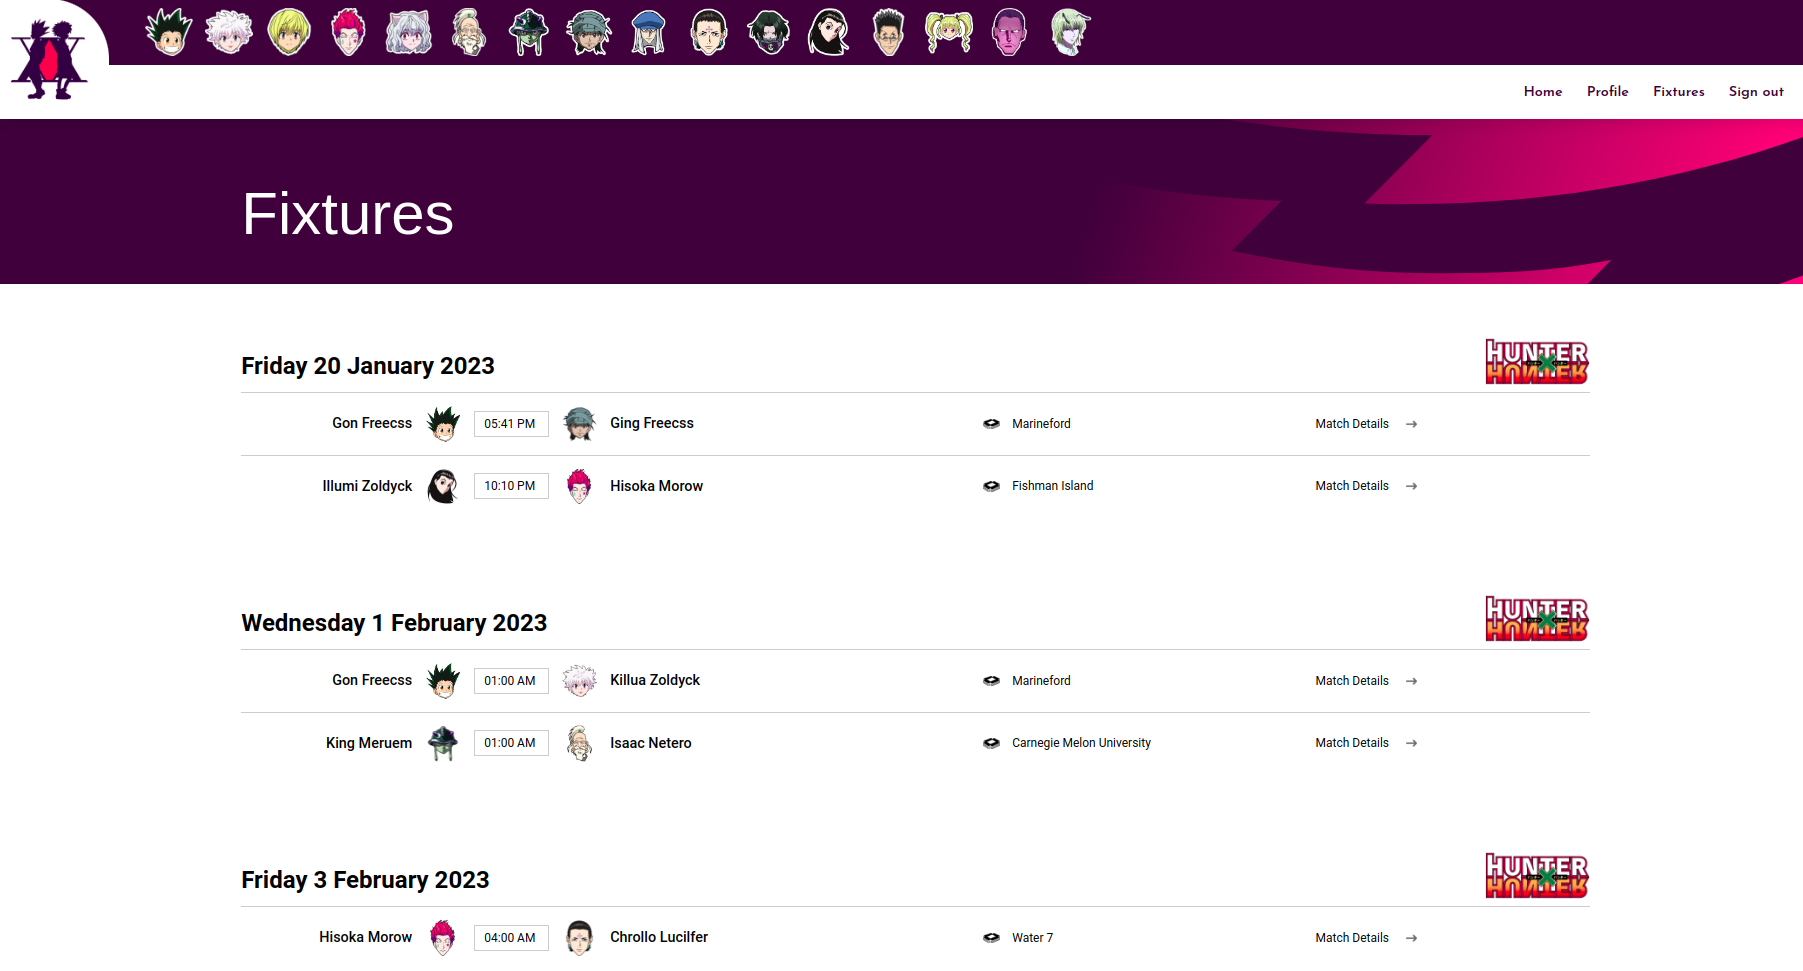 Home Profile Fixtures Sign out
Fixtures
Friday 20 January 2023
HUNTER
HUNTER
Gon Freecss 05:41 PM Ging Freecss Marineford Match Details →
Illumi Zoldyck 10:10 PM Hisoka Morow Fishman Island Match Details →
Wednesday 1 February 2023
HUNTER
HUNTER
Gon Freecss 01:00 AM Killua Zoldyck Marineford Match Details →
King Meruem 01:00 AM Isaac Netero Carnegie Melon University Match Details →
Friday 3 February 2023
HUNTER
HUNTER
Hisoka Morow 04:00 AM Chrollo Lucilfer Water 7 Match Details →